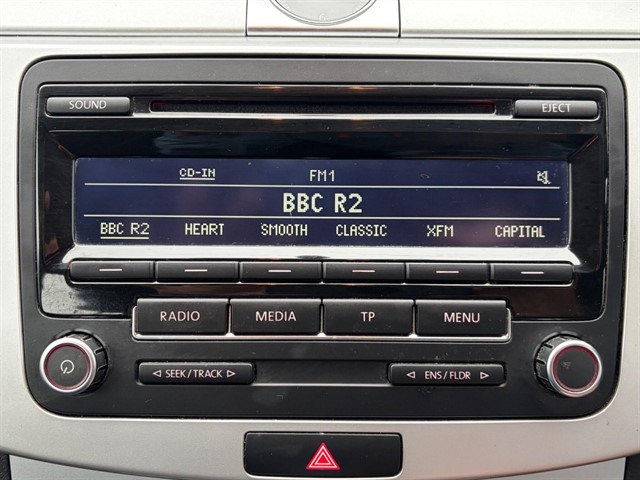 SOUND
EJECT
CD-IN FM1
BBC R2
BBC R2 HEART SMOOTH CLASSIC XFM CAPITAL
RADIO MEDIA TP MENU
◁ SEEK / TRACK ▷
◁ ENS / FLDR ▷